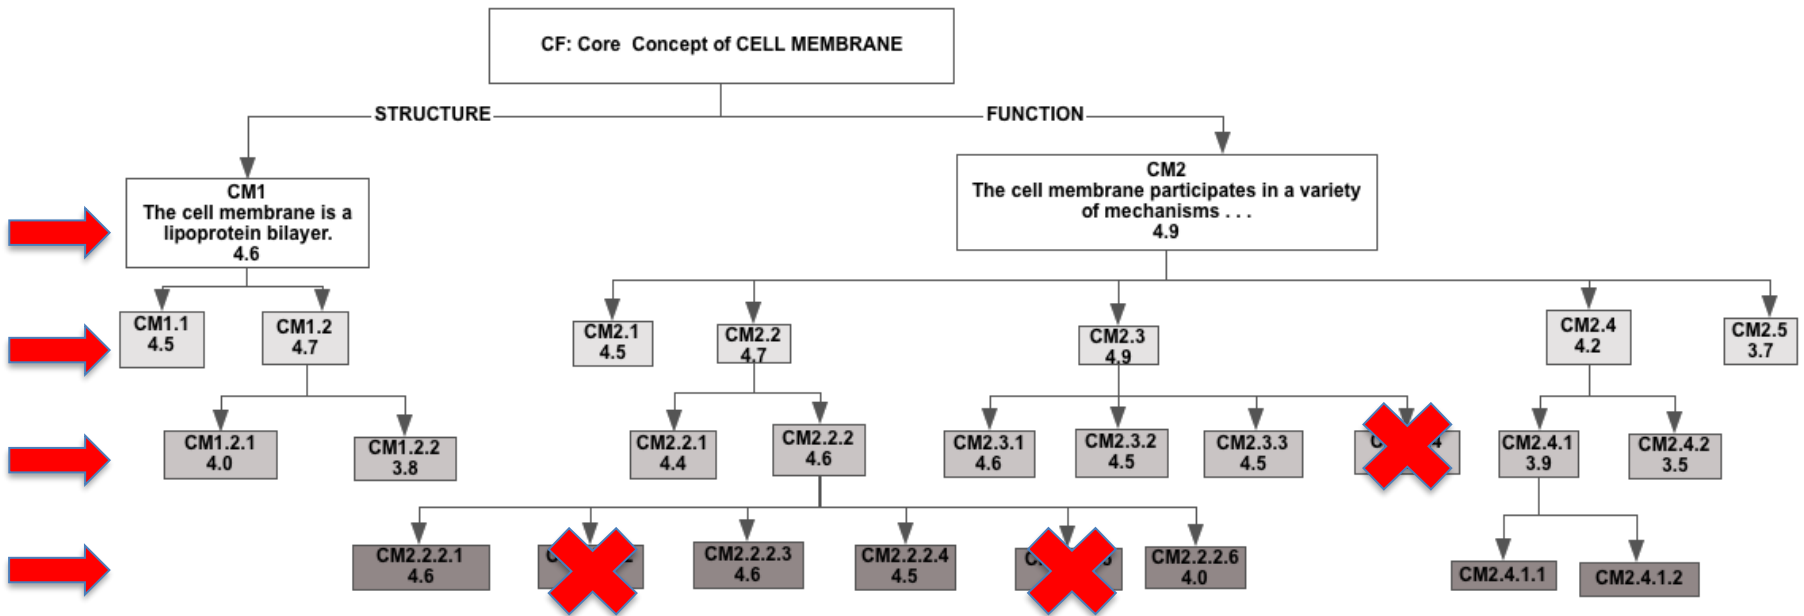 CF: Core Concept of CELL MEMBRANE
STRUCTURE
FUNCTION
CM1
The cell membrane is a
lipoprotein bilayer.
4.6
CM2
The cell membrane participates in a variety
of mechanisms . . .
4.9
CM1.1
4.5
CM1.2
4.7
CM2.1
4.5
CM2.2
4.7
CM2.3
4.9
CM2.4
4.2
CM2.5
3.7
CM1.2.1
4.0
CM1.2.2
3.8
CM2.2.1
4.4
CM2.2.2
4.6
CM2.3.1
4.6
CM2.3.2
4.5
CM2.3.3
4.5
CM2.4.1
3.9
CM2.4.2
3.5
CM2.2.2.1
4.6
CM2.2.2.3
4.6
CM2.2.2.4
4.5
CM2.2.2.6
4.0
CM2.4.1.1
CM2.4.1.2